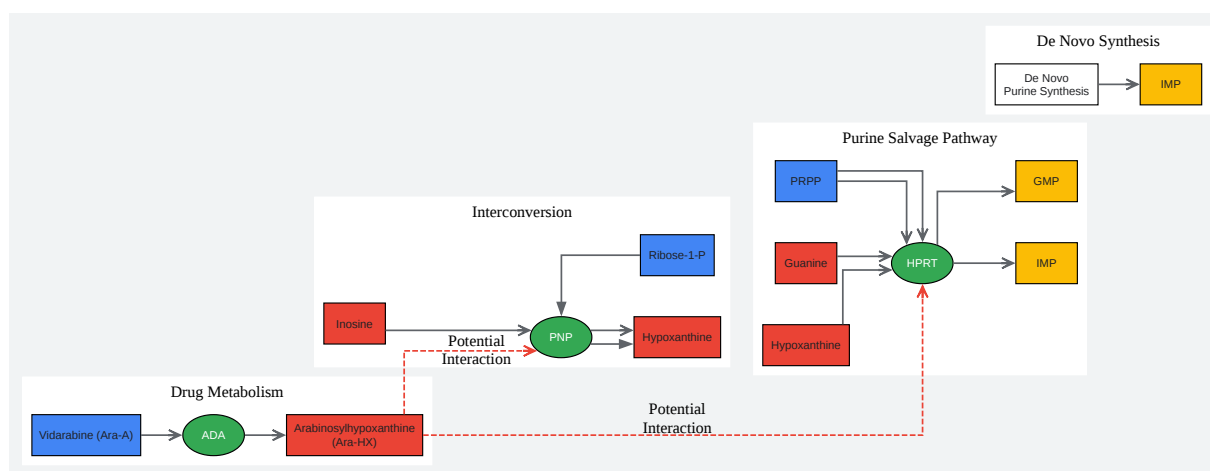 De Novo Synthesis
De Novo
Purine Synthesis
IMP
Purine Salvage Pathway
PRPP
GMP
Guanine
HPRT
IMP
Hypoxanthine
Interconversion
Ribose-1-P
Inosine
PNP
Hypoxanthine
Potential
Interaction
Drug Metabolism
Vidarabine (Ara-A)
ADA
Arabinosylhypoxanthine
(Ara-HX)
Potential
Interaction